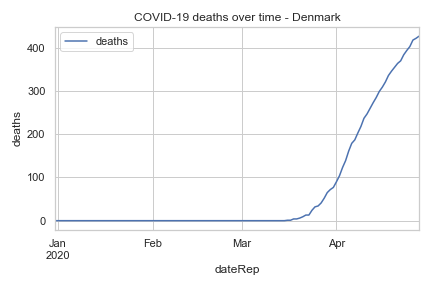 COVID-19 deaths over time - Denmark
deaths
deaths
400
300
200
100
0
Jan
2020
Feb
Mar
Apr
dateRep